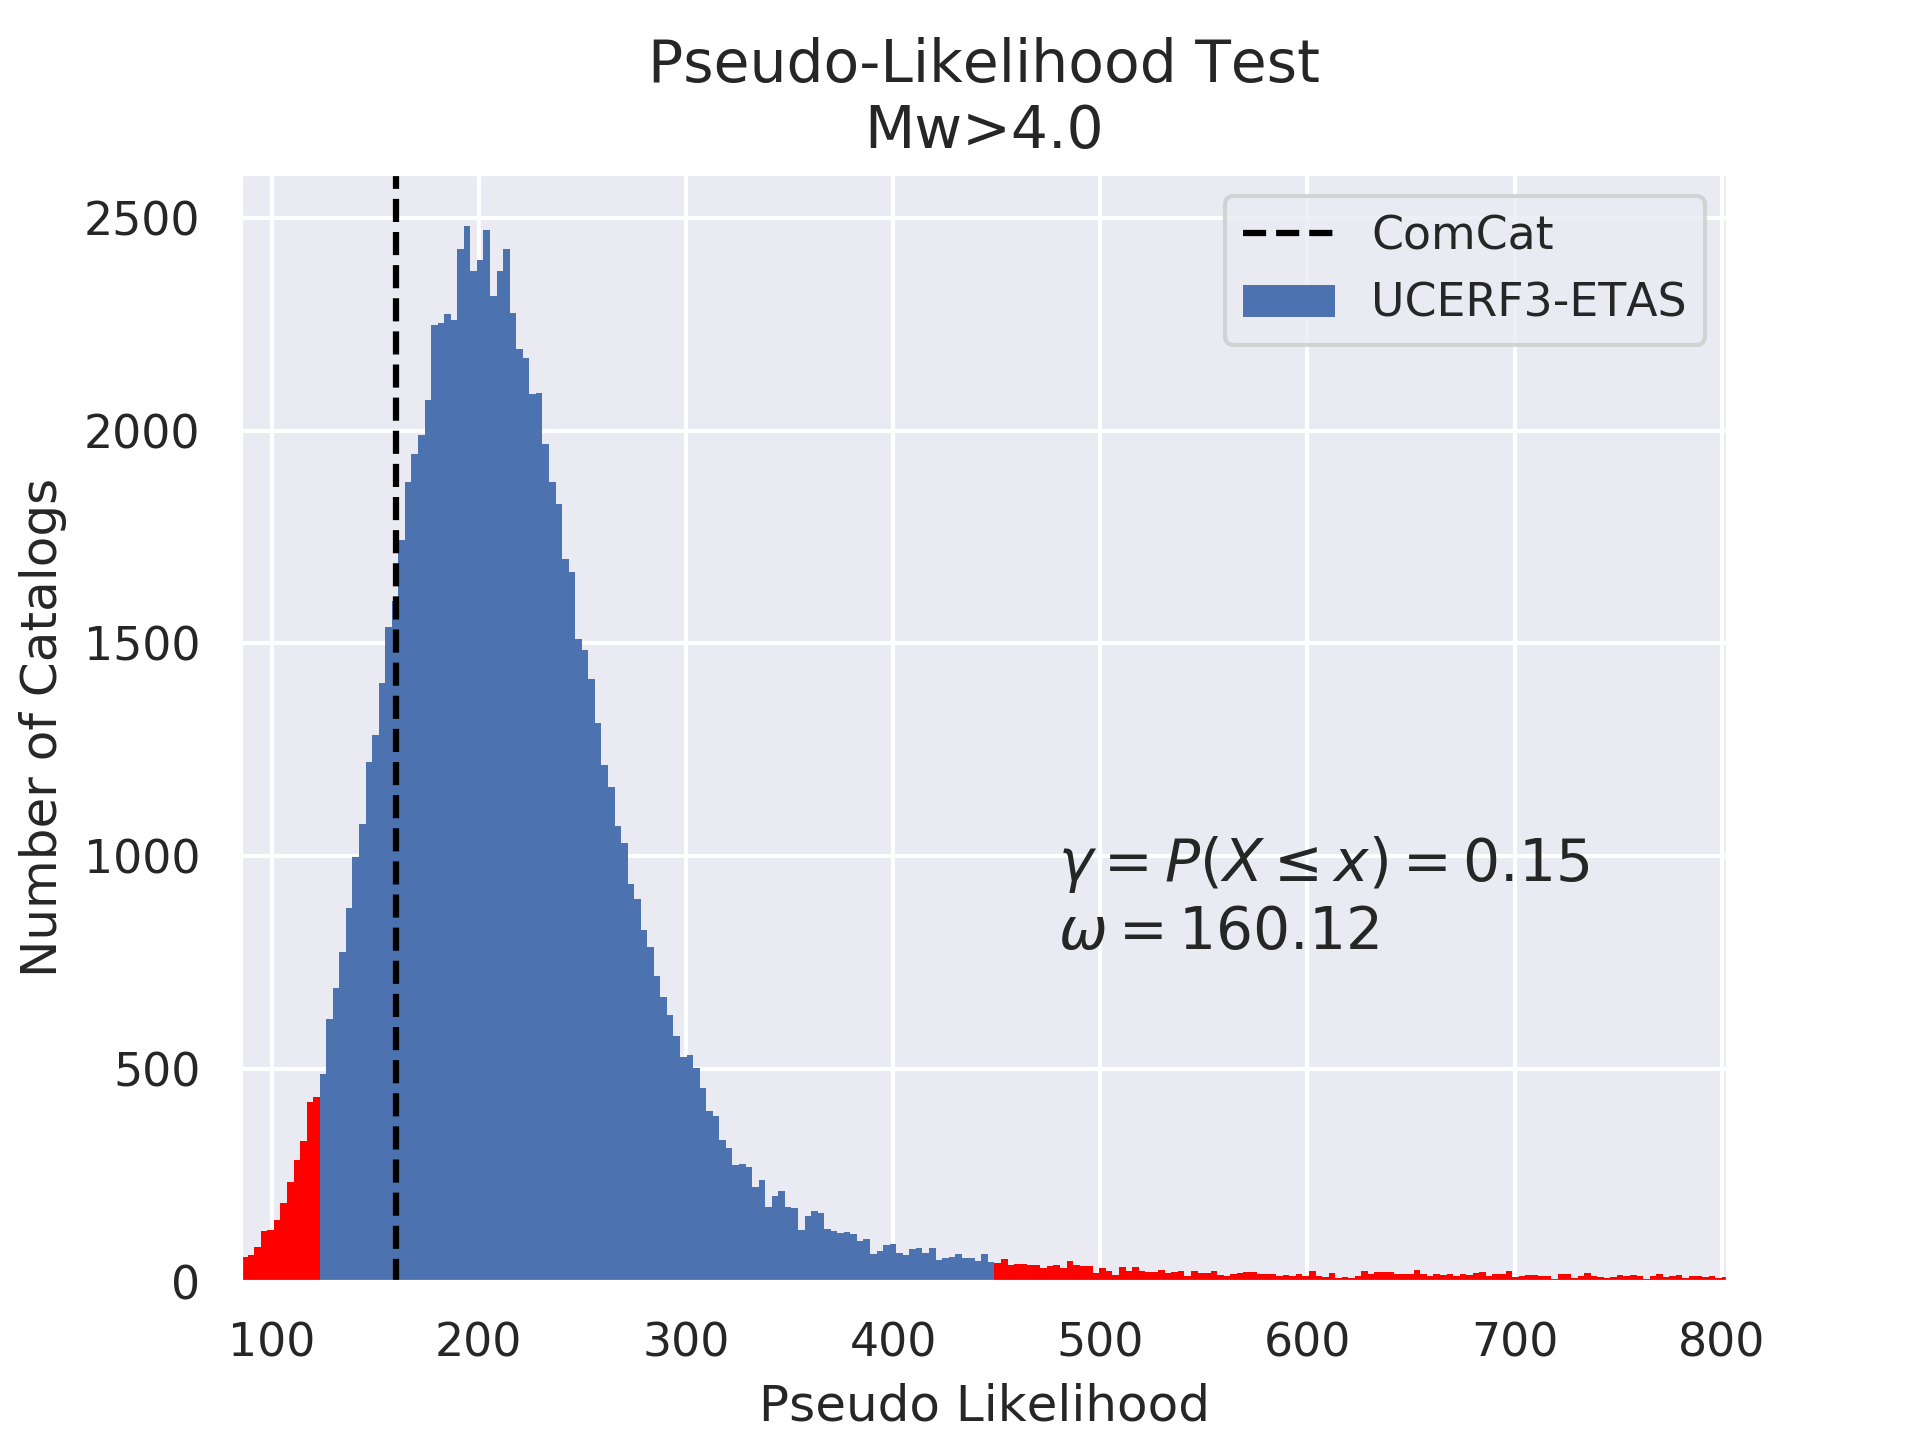 Pseudo-Likelihood Test
Mw>4.0
2500
2000
1500
1000
500
0
Number of Catalogs
ComCat
UCERF3-ETAS
γ = P(X ≤ x) = 0.15
ω = 160.12
100 200 300 400 500 600 700 800
Pseudo Likelihood